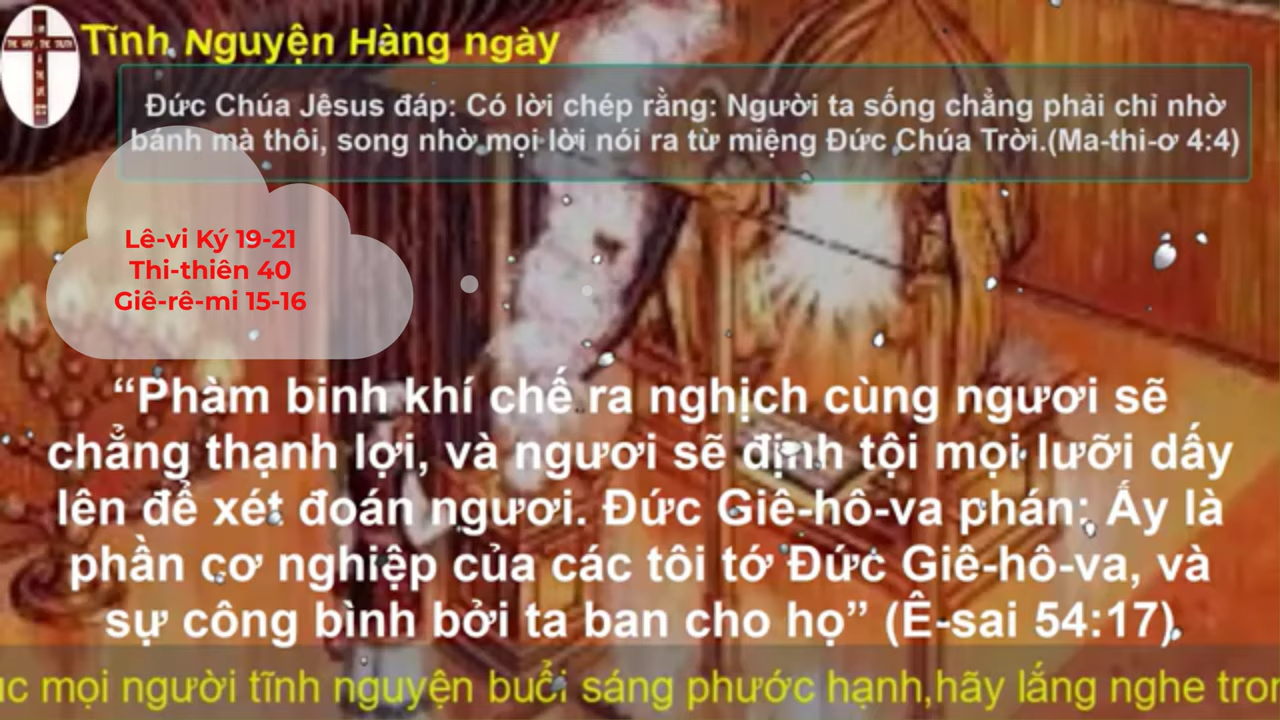 Tĩnh Nguyện Hàng ngày
Đức Chúa Jêsus đáp: Có lời chép rằng: Người ta sống chẳng phải chỉ nhờ
bánh mà thôi, song nhờ mọi lời nói ra từ miệng Đức Chúa Trời.(Ma-thi-ơ 4:4)
Lê-vi Ký 19-21
Thi-thiên 40
Giê-rê-mi 15-16
“Phàm binh khí chế ra nghịch cùng ngươi sẽ
chẳng thạnh lợi, và ngươi sẽ định tội mọi lưỡi dấy
lên để xét đoán ngươi. Đức Giê-hô-va phán: Ấy là
phần cơ nghiệp của các tôi tớ Đức Giê-hô-va, và
sự công bình bởi ta ban cho họ” (Ê-sai 54:17)
mọi người tĩnh nguyện buổi sáng phước hạnh,hãy lắng nghe